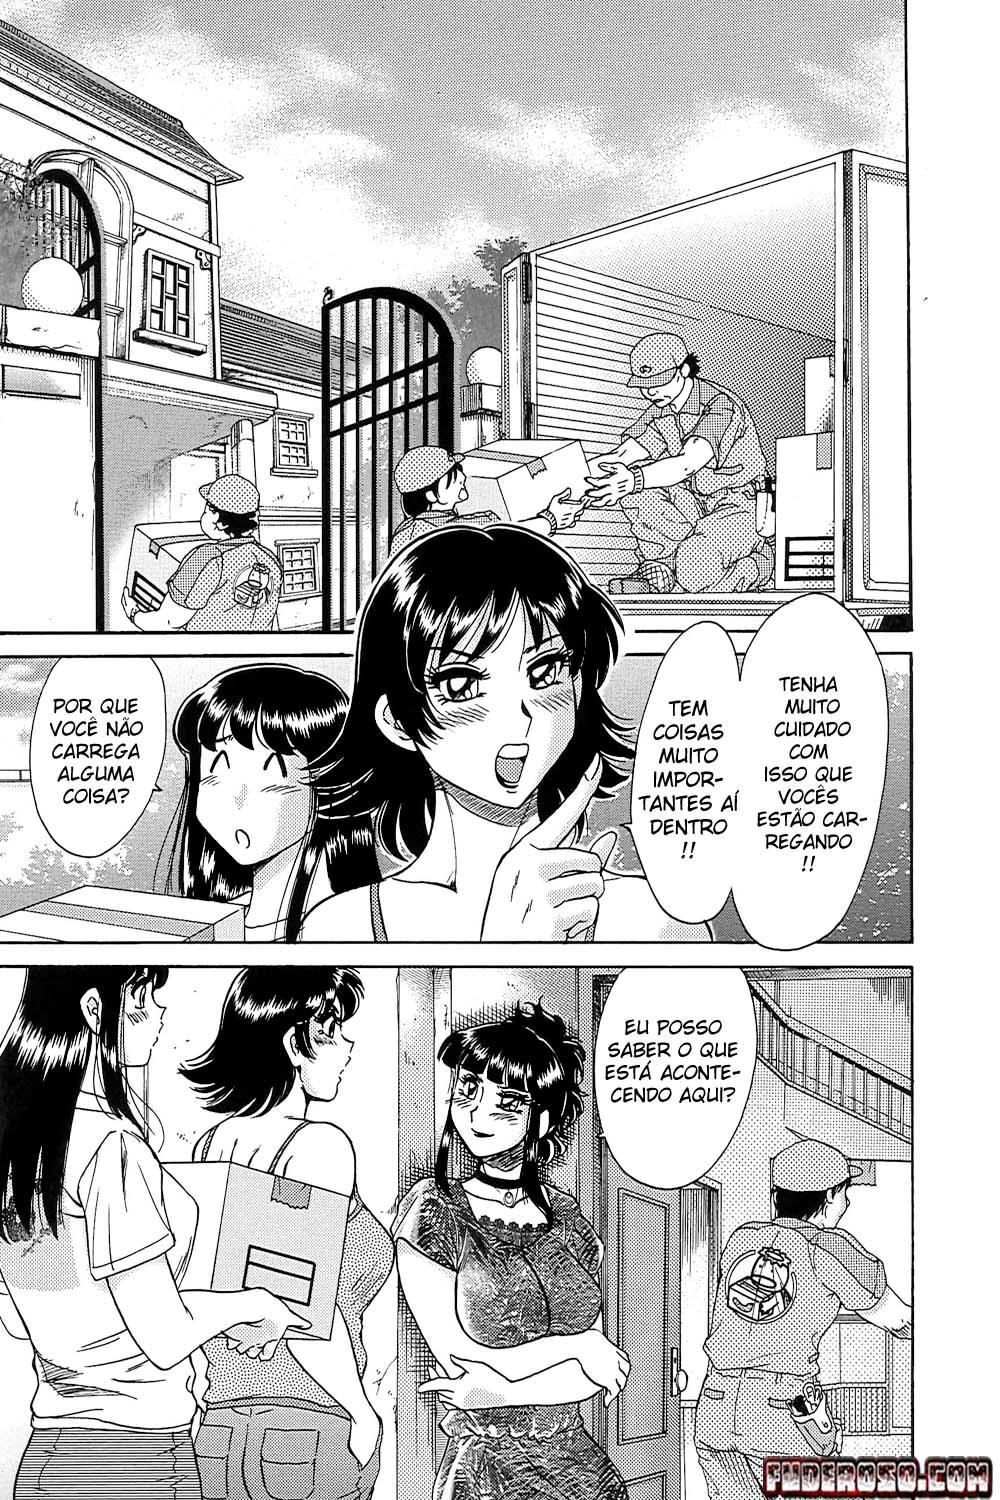 TENHA
MUITO
CUIDADO
COM
ISSO QUE
VOCÊS
ESTÃO CAR-
REGANDO
!!
TEM
COISAS
MUITO
IMPOR-
TANTES AÍ
DENTRO
!!
POR QUE
VOCÊ NÃO
CARREGA
ALGUMA
COISA?
EU POSSO
SABER O QUE
ESTÁ ACONTE-
CENDO AQUI?
FUDEROSO.COM